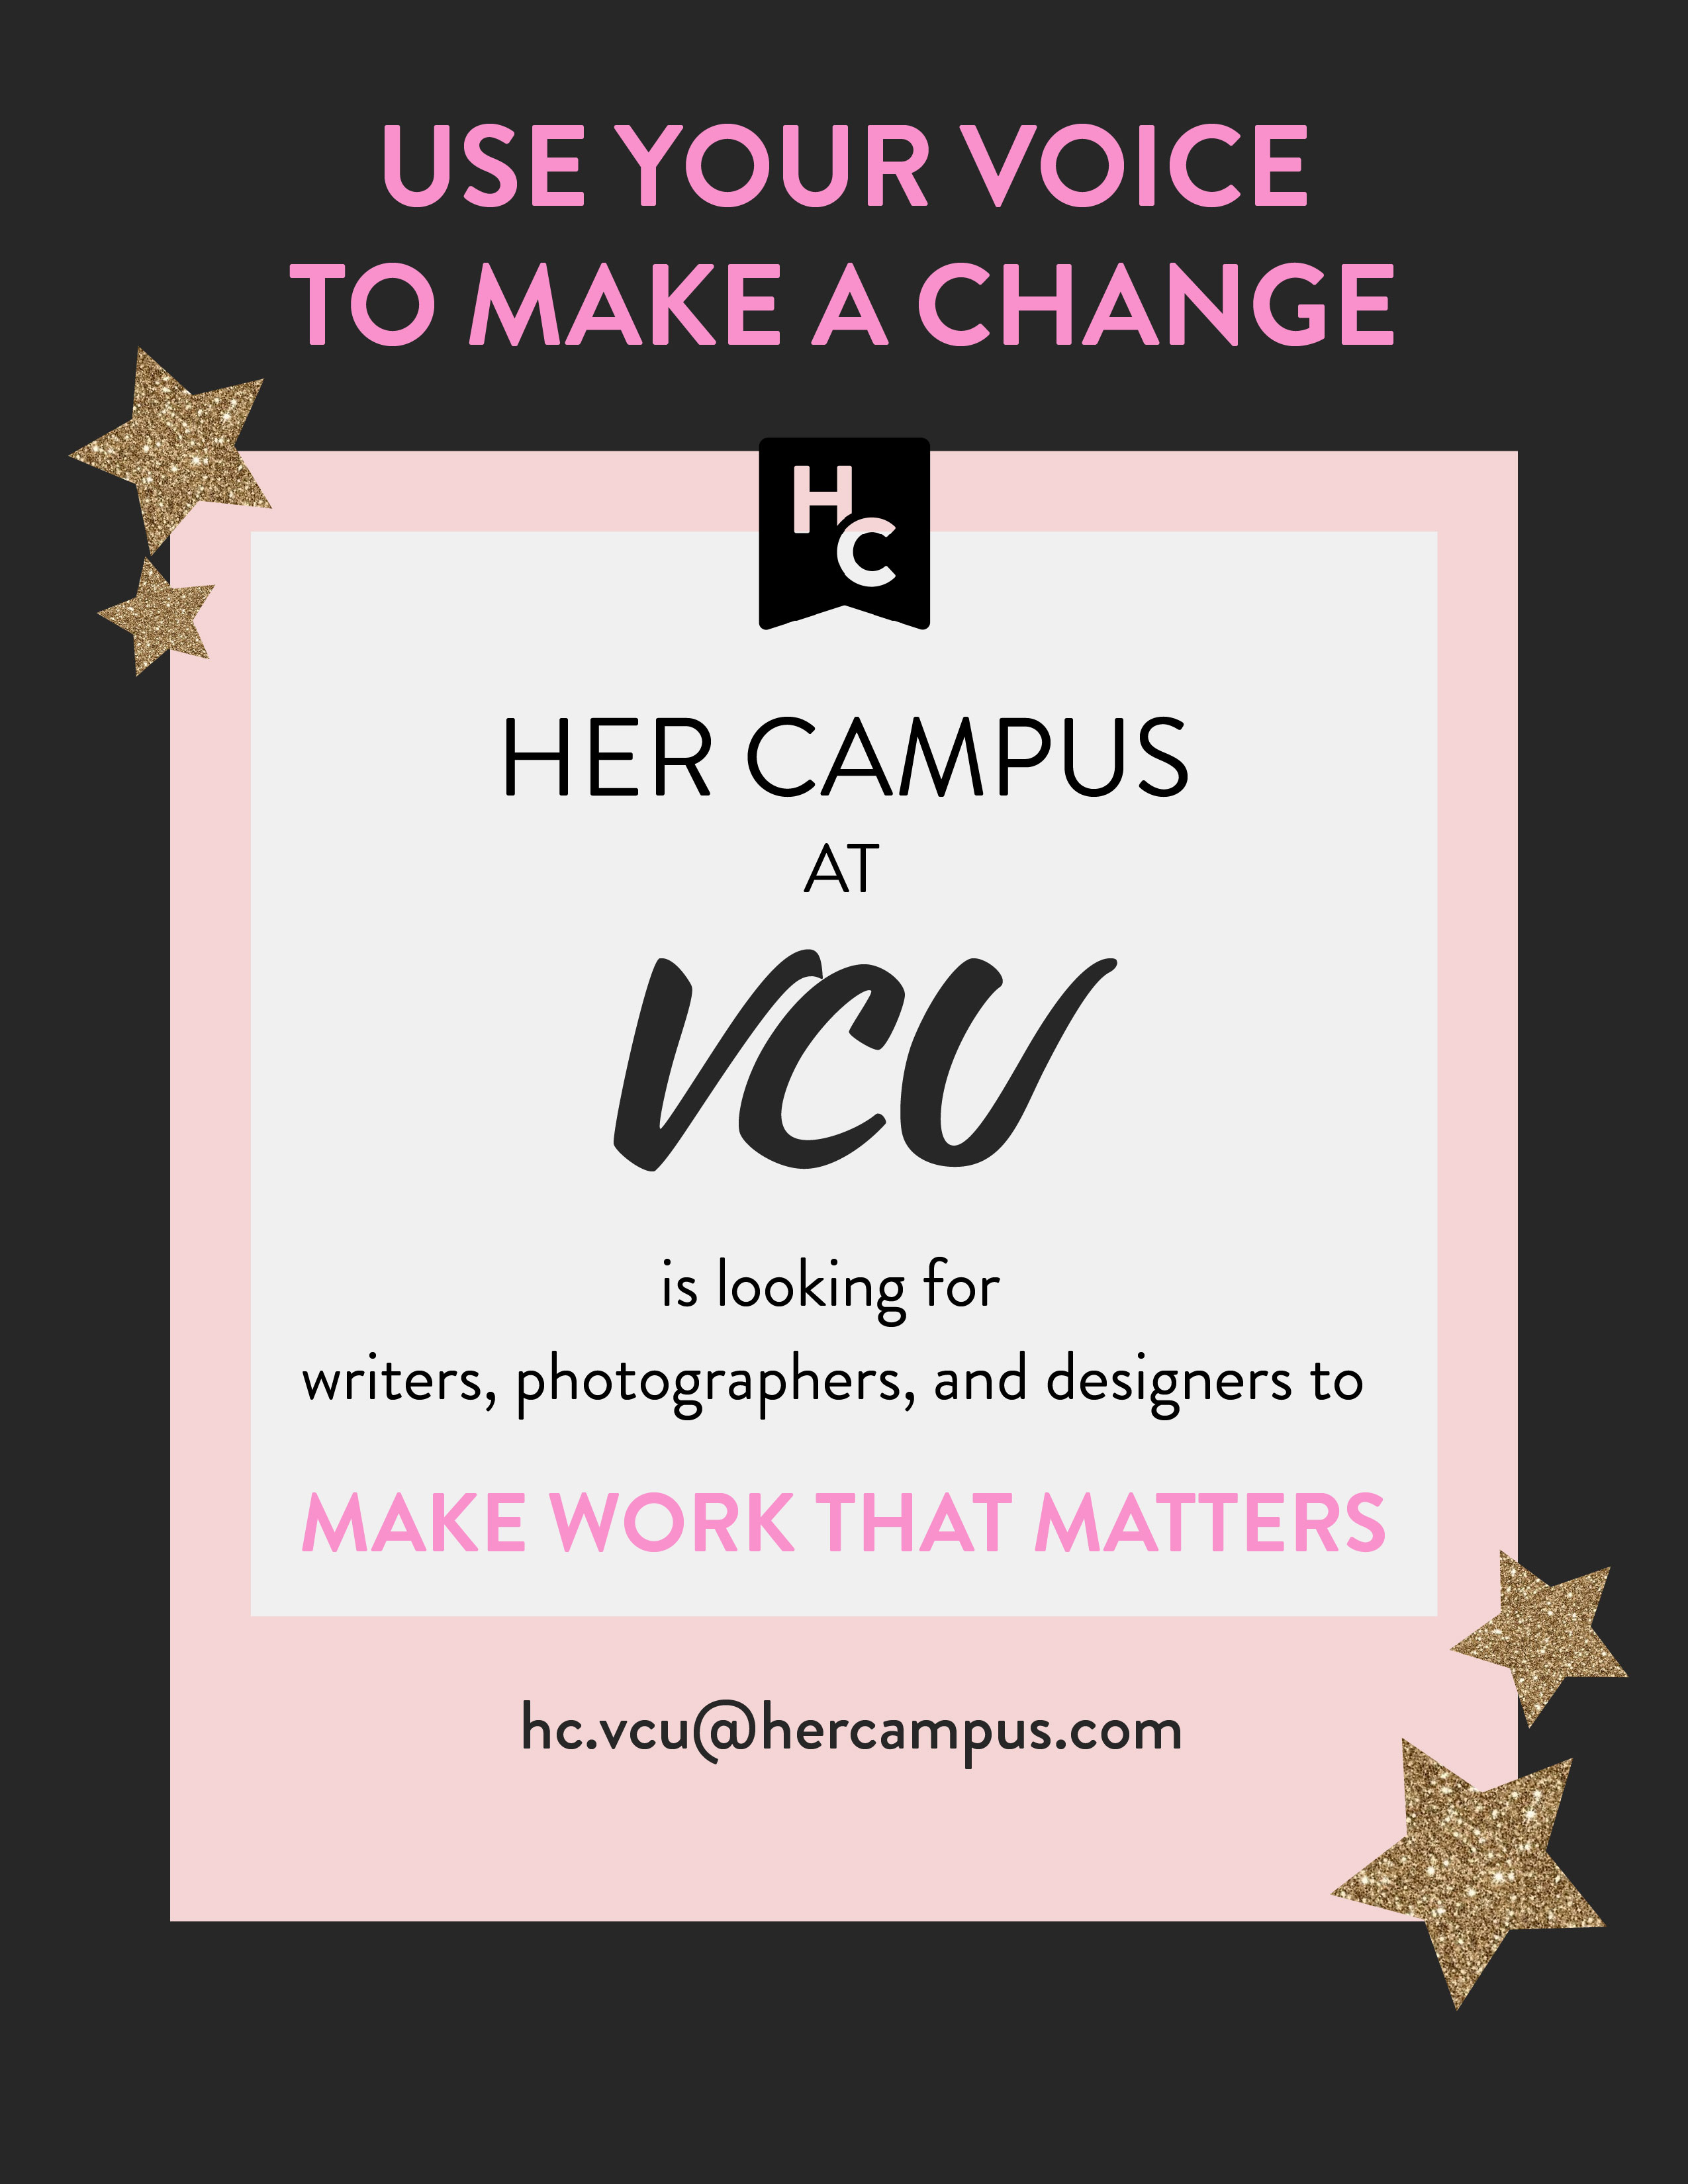 USE YOUR VOICE
TO MAKE A CHANGE
HC
HER CAMPUS
AT
VCU
is looking for
writers, photographers, and designers to
MAKE WORK THAT MATTERS
hc.vcu@hercampus.com